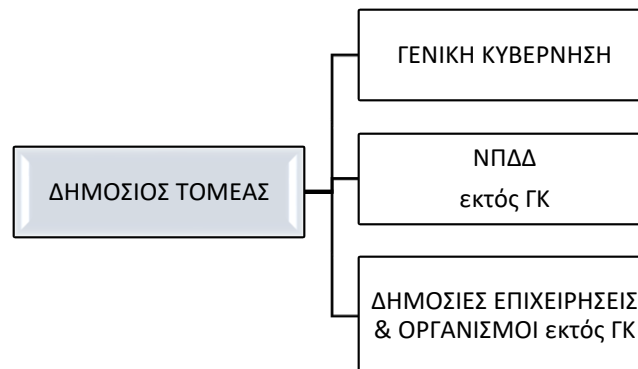 ΓΕΝΙΚΗ ΚΥΒΕΡΝΗΣΗ
ΔΗΜΟΣΙΟΣ ΤΟΜΕΑΣ
ΝΠΔΔ
εκτός ΓΚ
ΔΗΜΟΣΙΕΣ ΕΠΙΧΕΙΡΗΣΕΙΣ
& ΟΡΓΑΝΙΣΜΟΙ εκτός ΓΚ